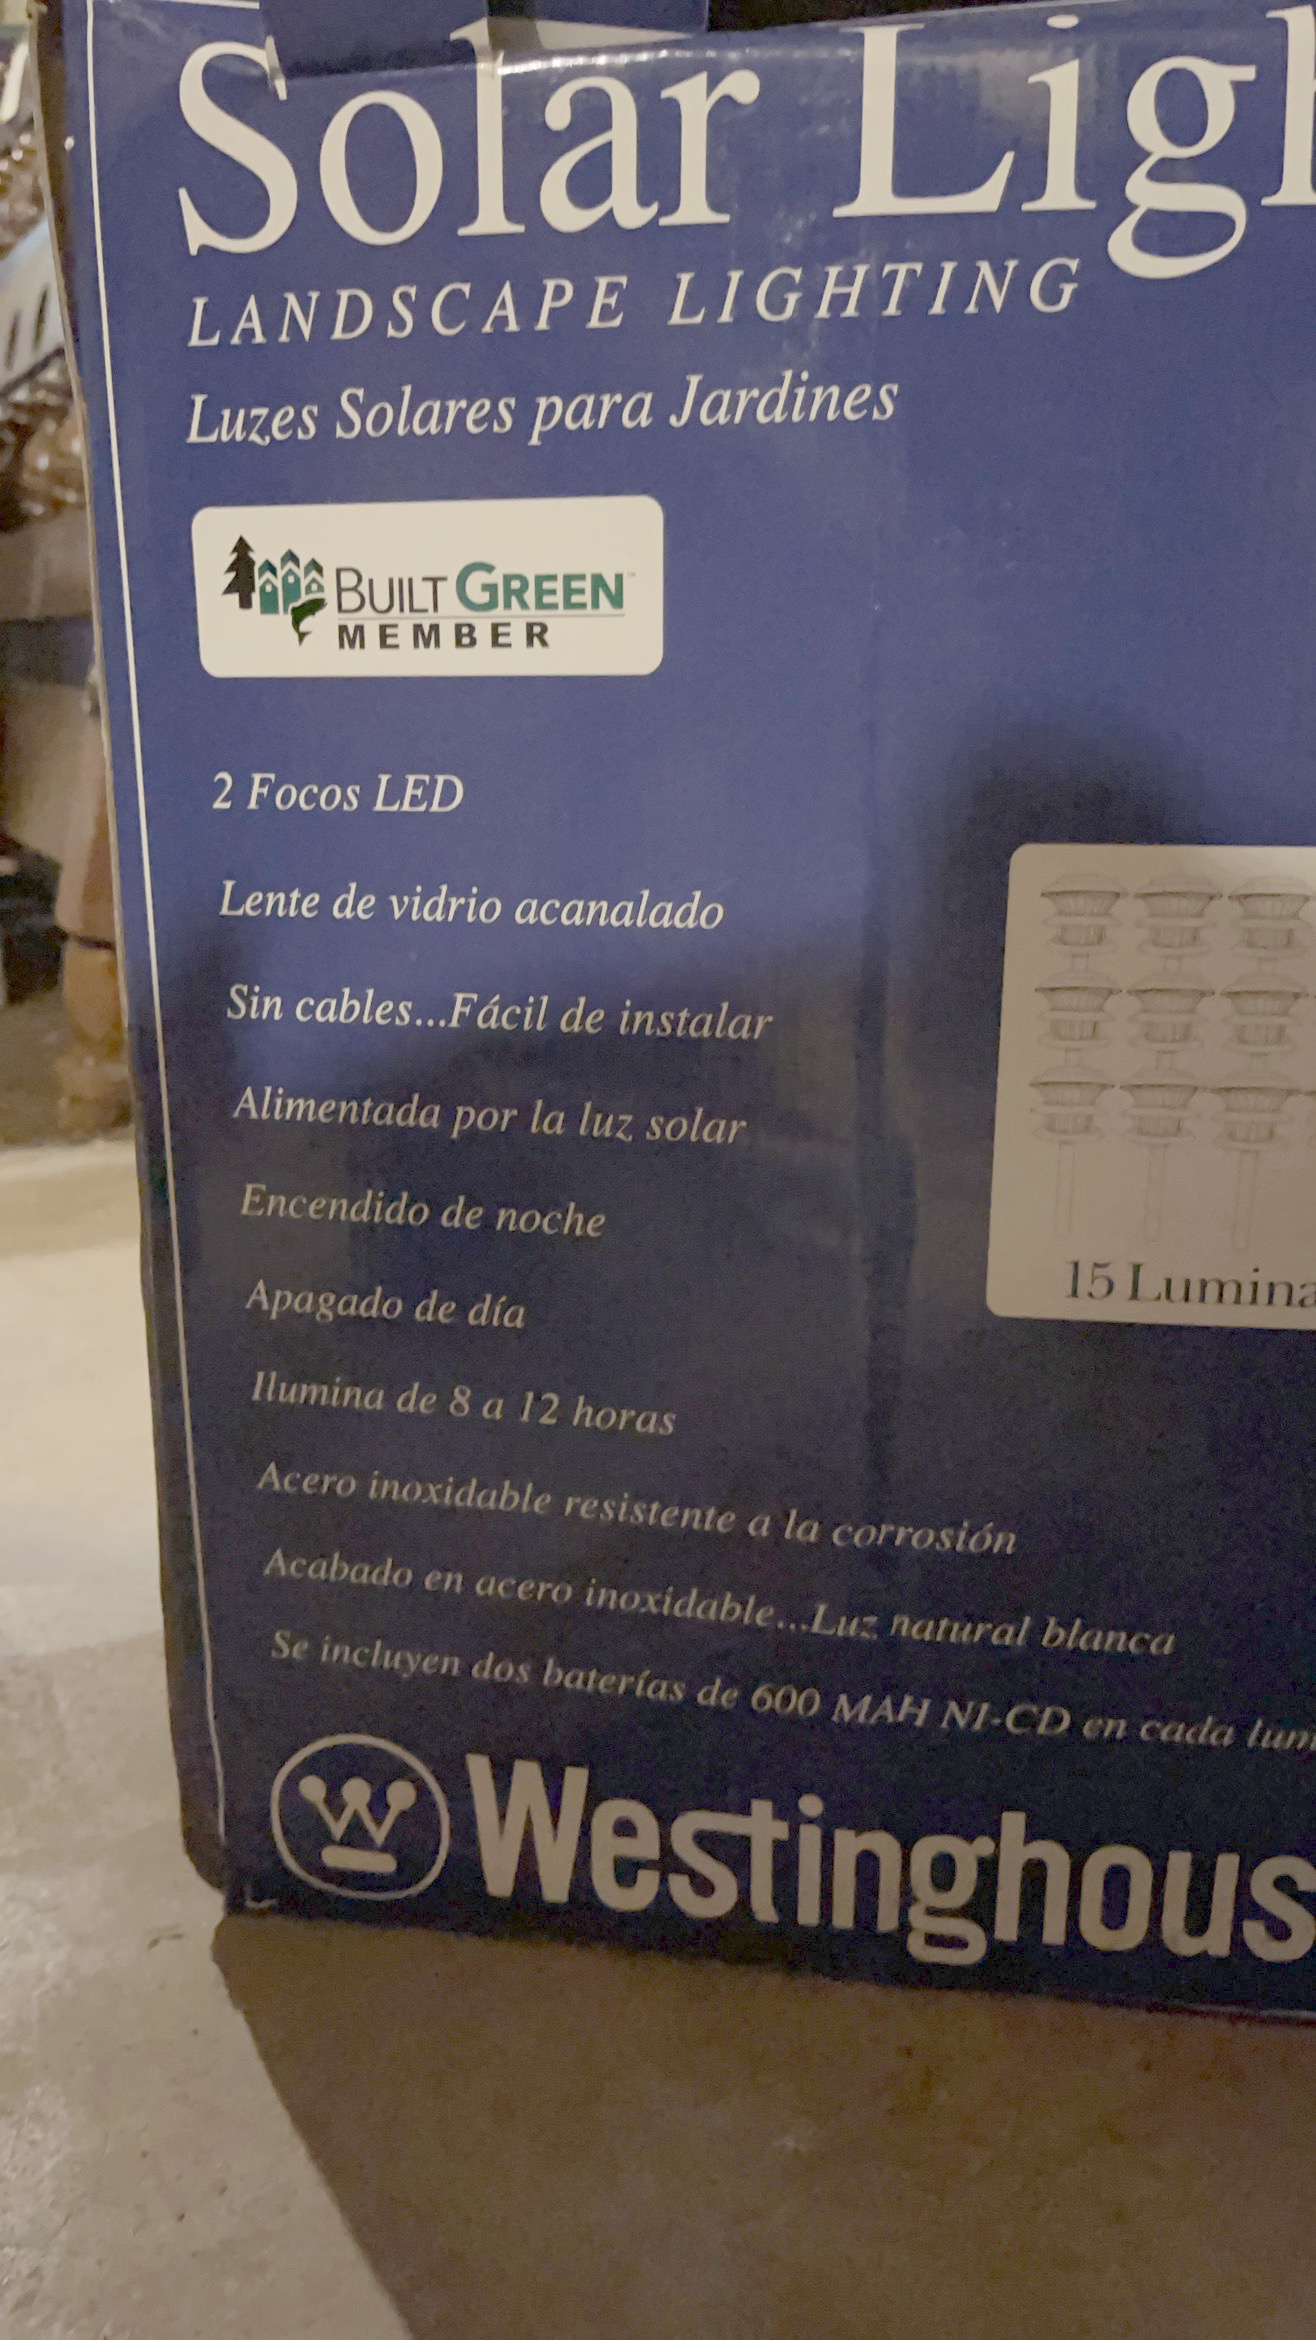 Solar Ligh
LANDSCAPE LIGHTING
Luzes Solares para Jardines
BUILT GREEN™
MEMBER
2 Focos LED
Lente de vidrio acanalado
Sin cables...Fácil de instalar
Alimentada por la luz solar
Encendido de noche
Apagado de día
Ilumina de 8 a 12 horas
15 Lumina
Acero inoxidable resistente a la corrosión
Acabado en acero inoxidable...Luz natural blanca
Se incluyen dos baterías de 600 MAH NI-CD en cada lum
W Westinghous